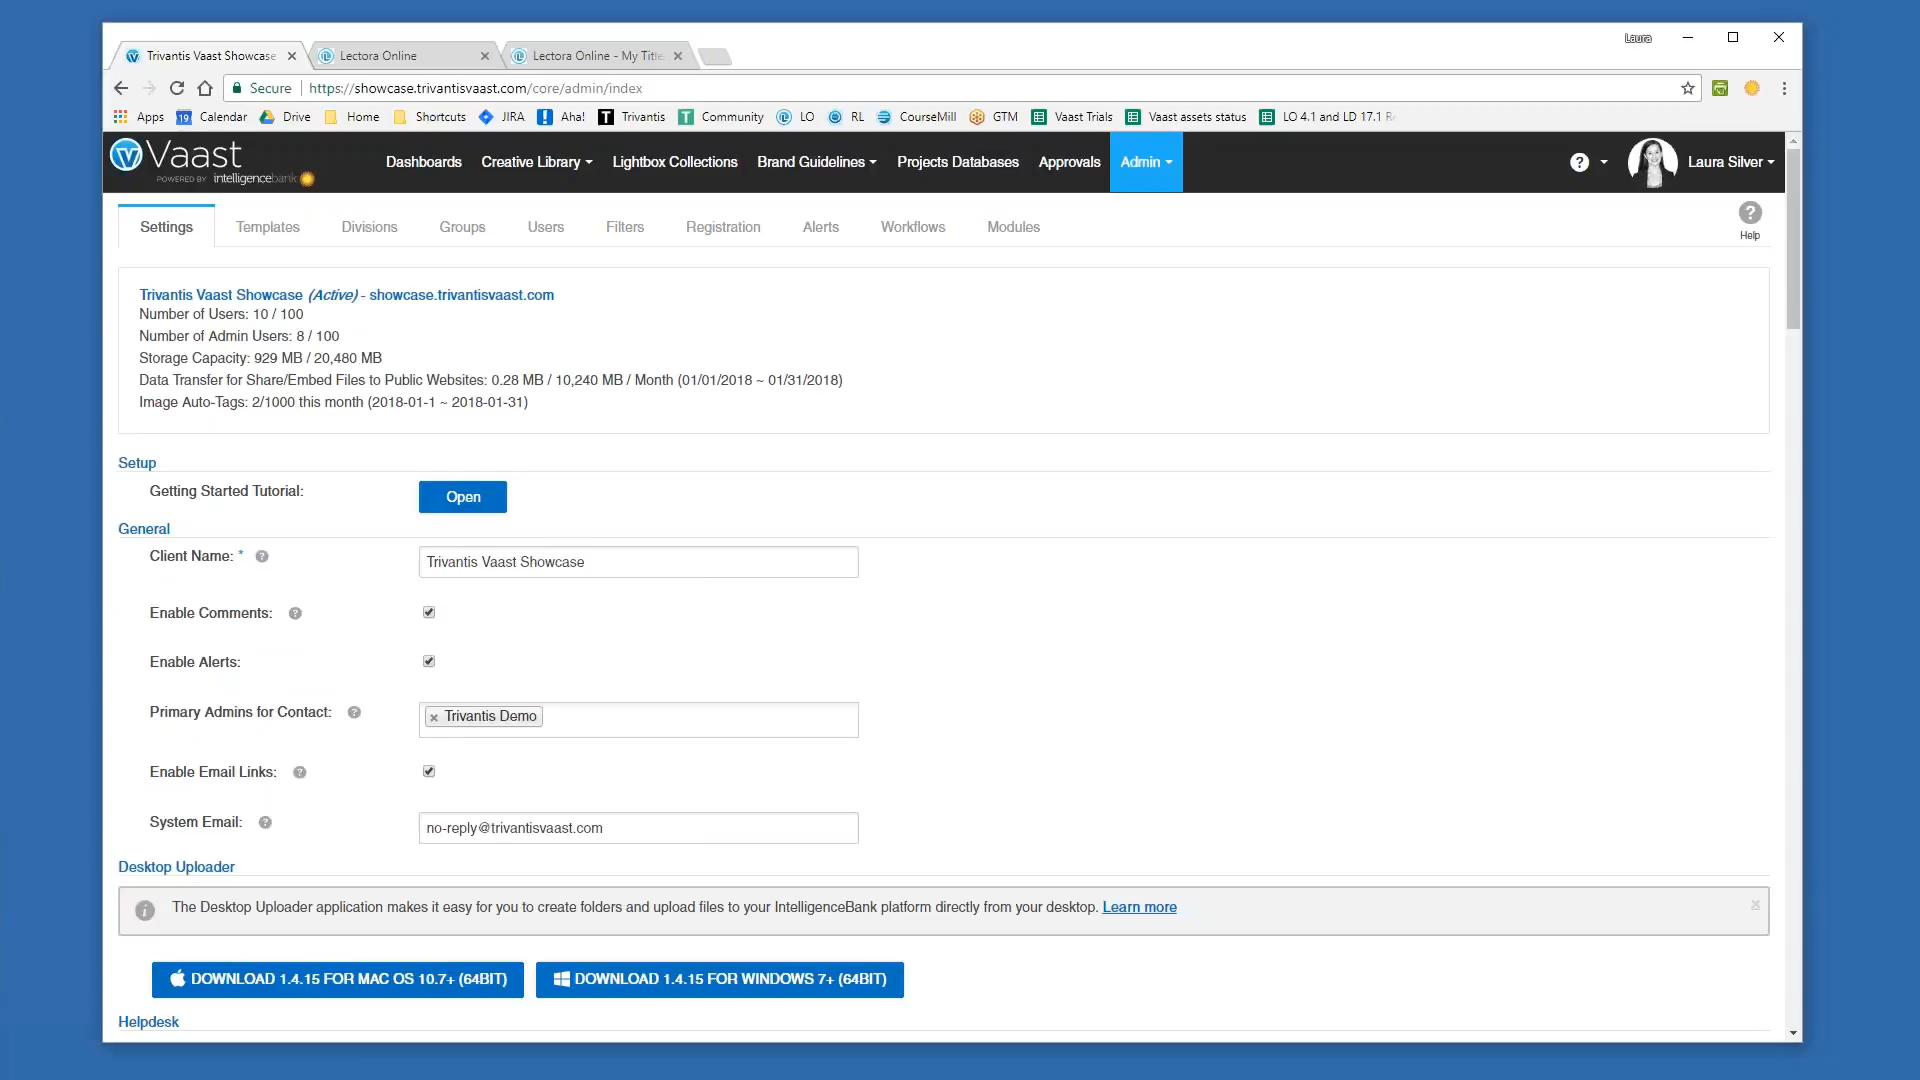 Laura
Trivantis Vaast Showcase
Lectora Online
Lectora Online - My Title
Secure https://showcase.trivantisvaast.com/core/admin/index
Apps 19 Calendar Drive Home Shortcuts JIRA Aha! T Trivantis T Community LO RL CourseMill GTM Vaast Trials Vaast assets status LO 4.1 and LD 17.1 R
Vaast
POWERED BY intelligencebank
Dashboards Creative Library Lightbox Collections Brand Guidelines Projects Databases Approvals Admin ? Laura Silver
Settings Templates Divisions Groups Users Filters Registration Alerts Workflows Modules
?
Help
Trivantis Vaast Showcase (Active) - showcase.trivantisvaast.com
Number of Users: 10 / 100
Number of Admin Users: 8 / 100
Storage Capacity: 929 MB / 20,480 MB
Data Transfer for Share/Embed Files to Public Websites: 0.28 MB / 10,240 MB / Month (01/01/2018 ~ 01/31/2018)
Image Auto-Tags: 2/1000 this month (2018-01-1 ~ 2018-01-31)
Setup
Getting Started Tutorial: Open
General
Client Name: * ? Trivantis Vaast Showcase
Enable Comments: ?
Enable Alerts:
Primary Admins for Contact: ? × Trivantis Demo
Enable Email Links: ?
System Email: ? no-reply@trivantisvaast.com
Desktop Uploader
i The Desktop Uploader application makes it easy for you to create folders and upload files to your IntelligenceBank platform directly from your desktop. Learn more ×
DOWNLOAD 1.4.15 FOR MAC OS 10.7+ (64BIT) DOWNLOAD 1.4.15 FOR WINDOWS 7+ (64BIT)
Helpdesk